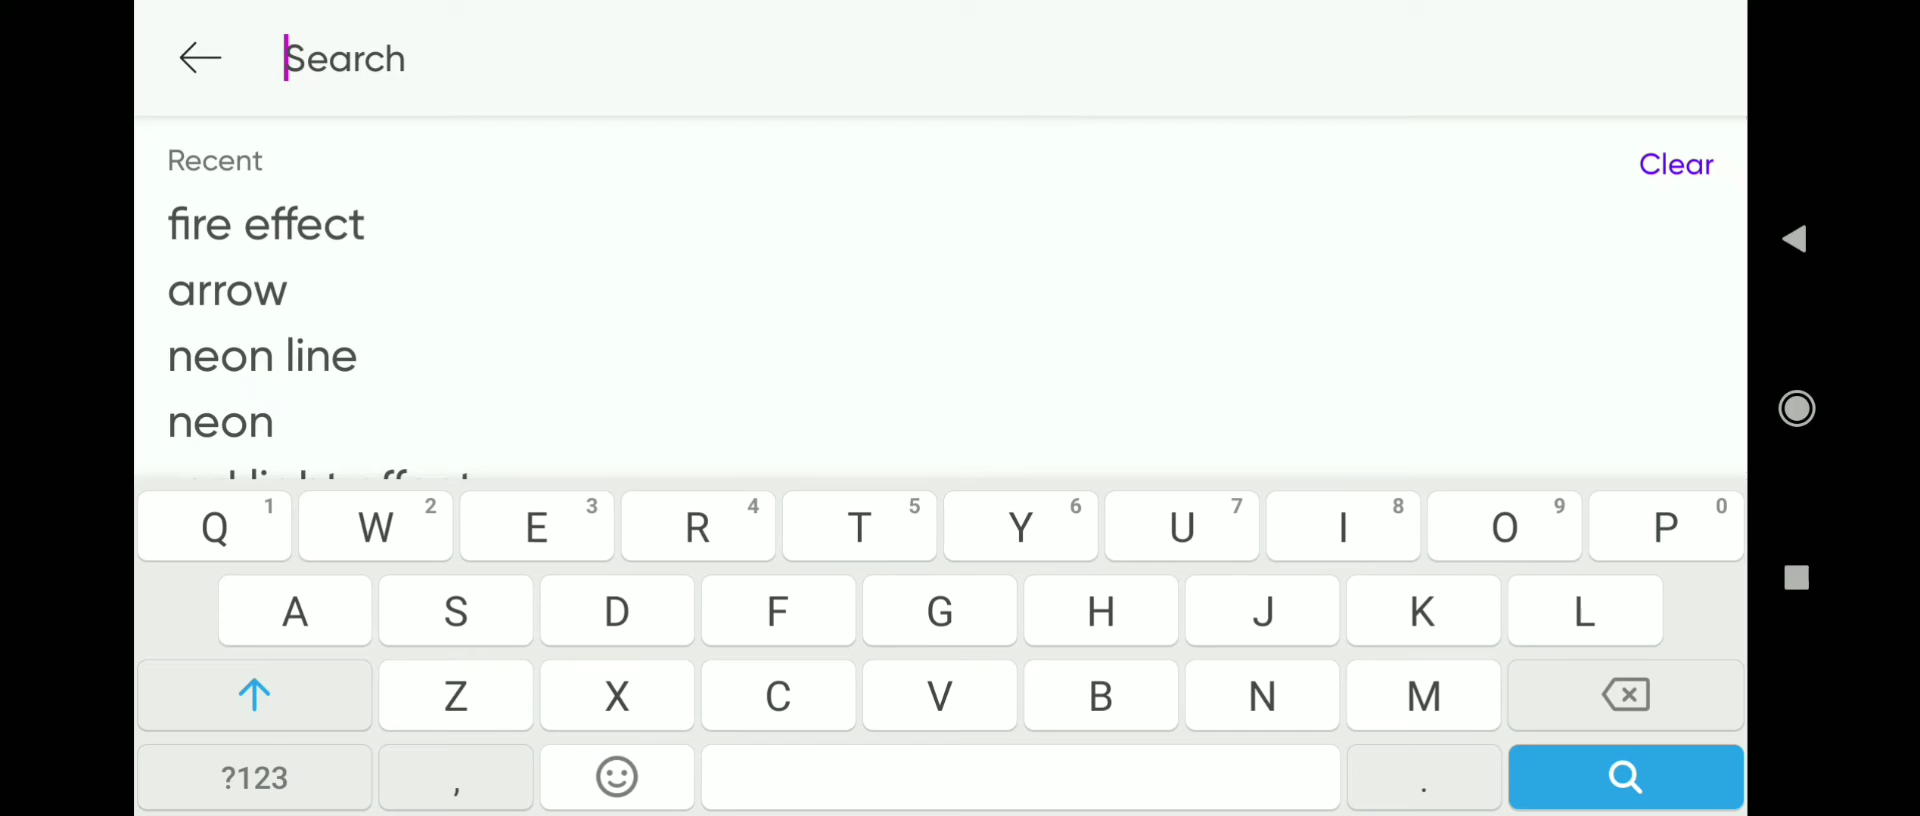 Search
Recent
Clear
fire effect
arrow
neon line
neon
Q 1 W 2 E 3 R 4 T 5 Y 6 U 7 I 8 O 9 P 0
A S D F G H J K L
Z X C V B N M
?123 , .